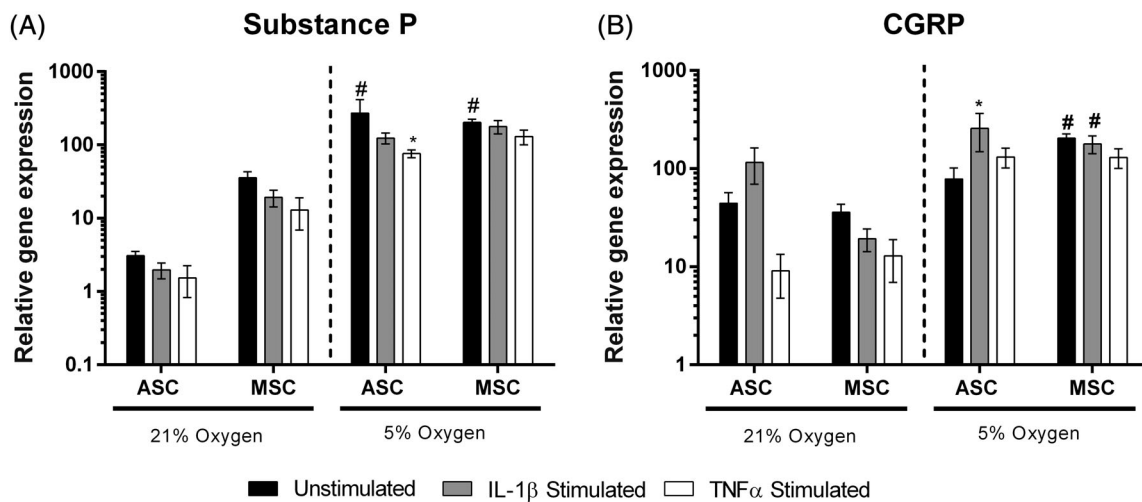 (A)
Substance P
Relative gene expression
1000
100
10
1
0.1
#
*
#
ASC
MSC
ASC
MSC
21% Oxygen
5% Oxygen
(B)
CGRP
Relative gene expression
1000
100
10
1
*
#
#
ASC
MSC
ASC
MSC
21% Oxygen
5% Oxygen
Unstimulated
IL-1β Stimulated
TNFα Stimulated